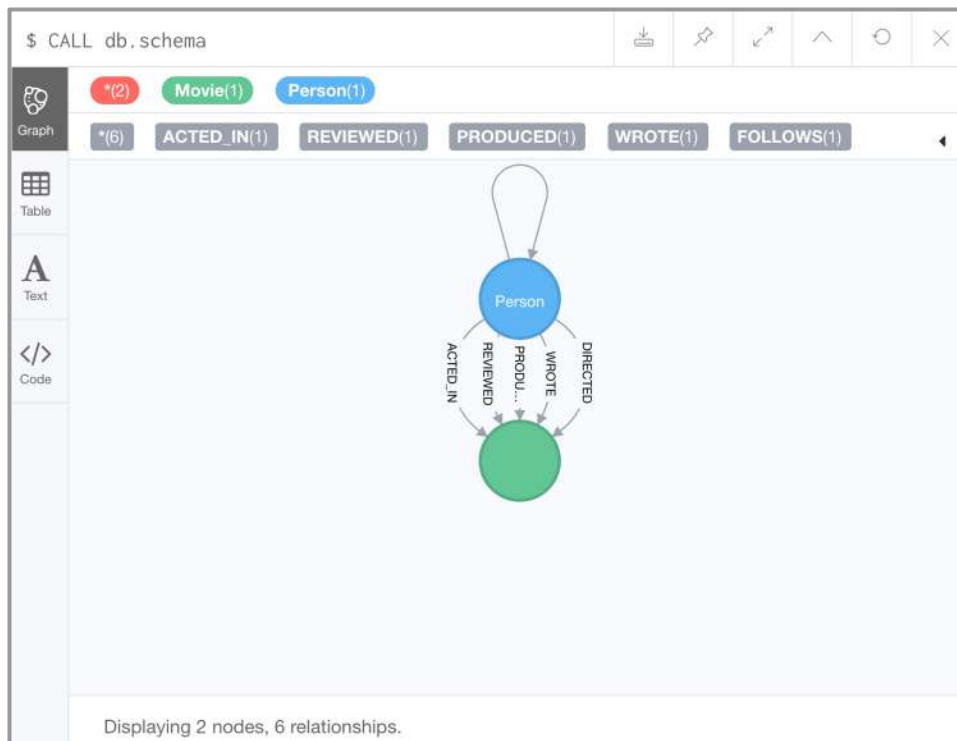 $ CALL db.schema
*(2) Movie(1) Person(1)
Graph
*(6) ACTED_IN(1) REVIEWED(1) PRODUCED(1) WROTE(1) FOLLOWS(1)
Table
A
Text
</>
Code
Person
ACTED_IN
REVIEWED
PRODU...
WROTE
DIRECTED
Displaying 2 nodes, 6 relationships.